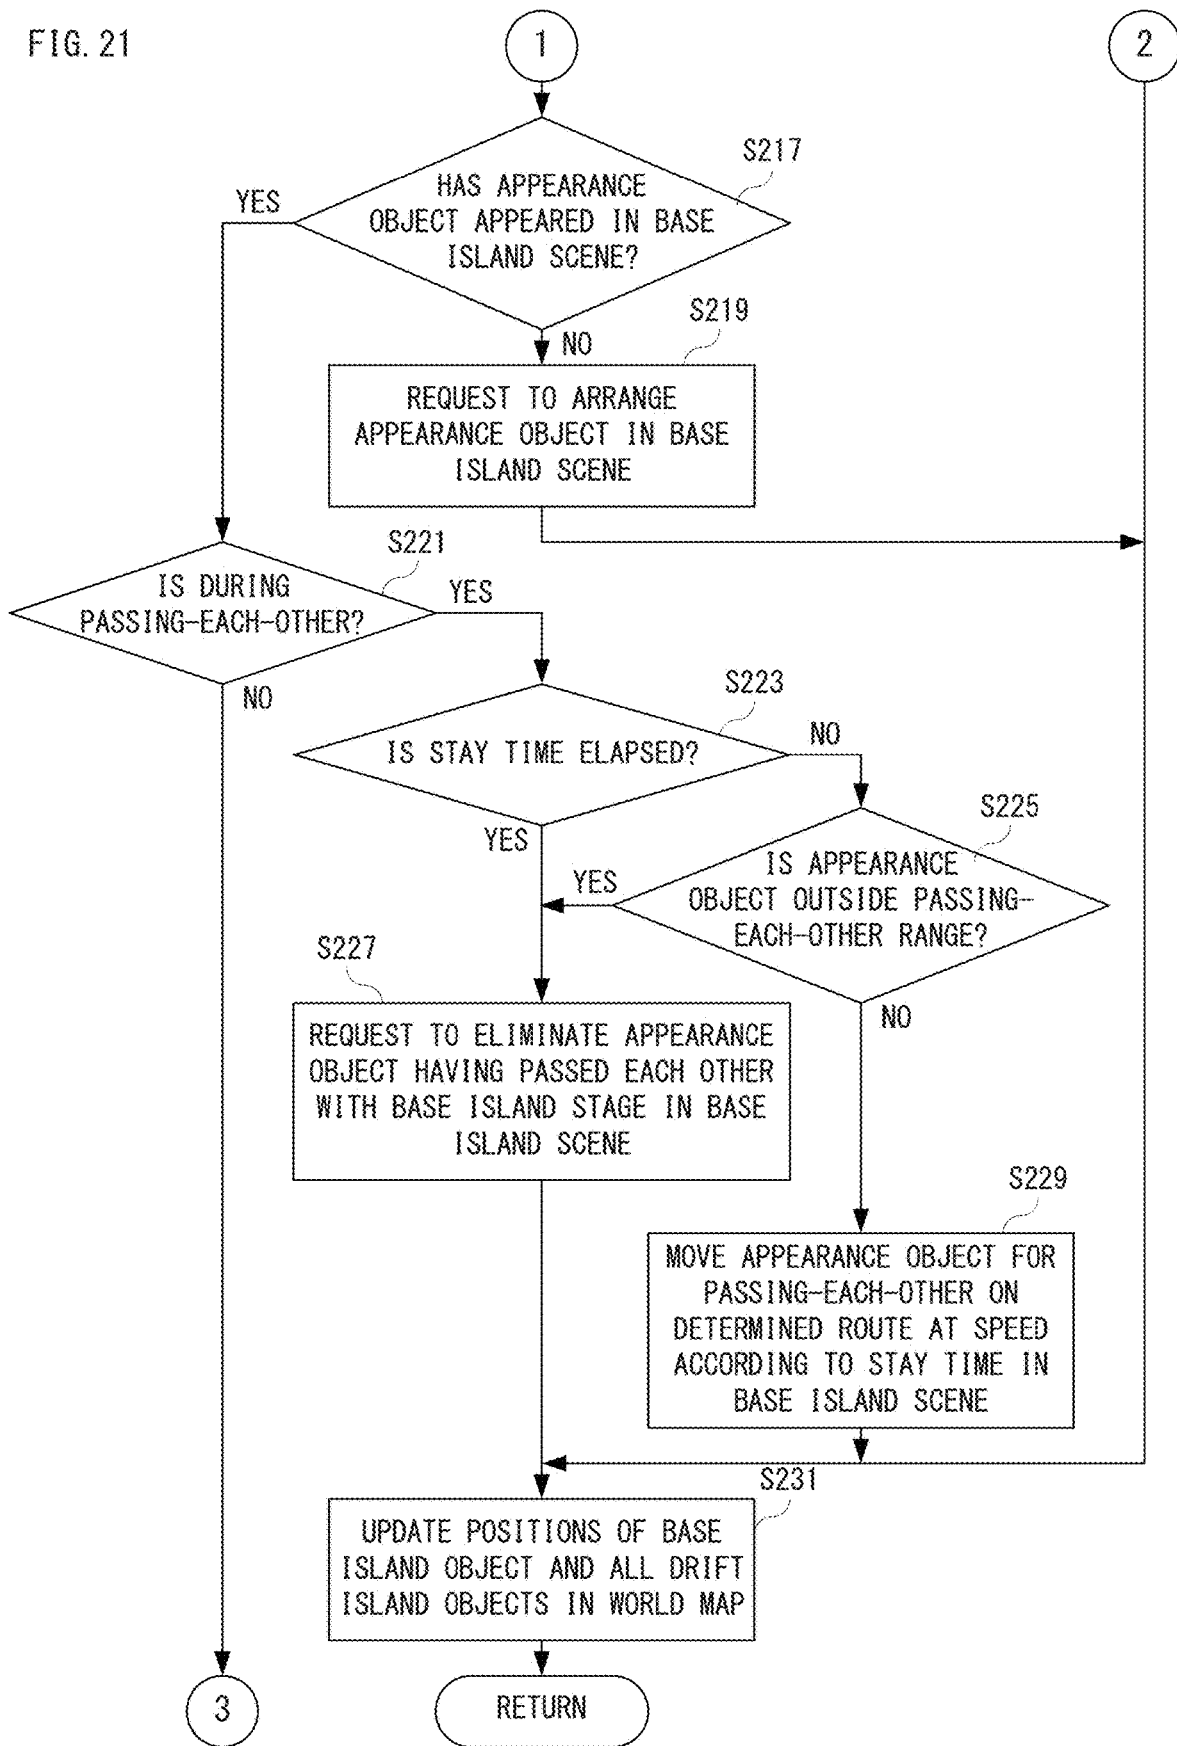 FIG. 21
1
2
S217
HAS APPEARANCE
OBJECT APPEARED IN BASE
ISLAND SCENE?
YES
NO
S219
REQUEST TO ARRANGE
APPEARANCE OBJECT IN BASE
ISLAND SCENE
S221
IS DURING
PASSING-EACH-OTHER?
YES
NO
S223
IS STAY TIME ELAPSED?
NO
YES
S225
IS APPEARANCE
OBJECT OUTSIDE PASSING-
EACH-OTHER RANGE?
YES
NO
S227
REQUEST TO ELIMINATE APPEARANCE
OBJECT HAVING PASSED EACH OTHER
WITH BASE ISLAND STAGE IN BASE
ISLAND SCENE
S229
MOVE APPEARANCE OBJECT FOR
PASSING-EACH-OTHER ON
DETERMINED ROUTE AT SPEED
ACCORDING TO STAY TIME IN
BASE ISLAND SCENE
S231
UPDATE POSITIONS OF BASE
ISLAND OBJECT AND ALL DRIFT
ISLAND OBJECTS IN WORLD MAP
3
RETURN